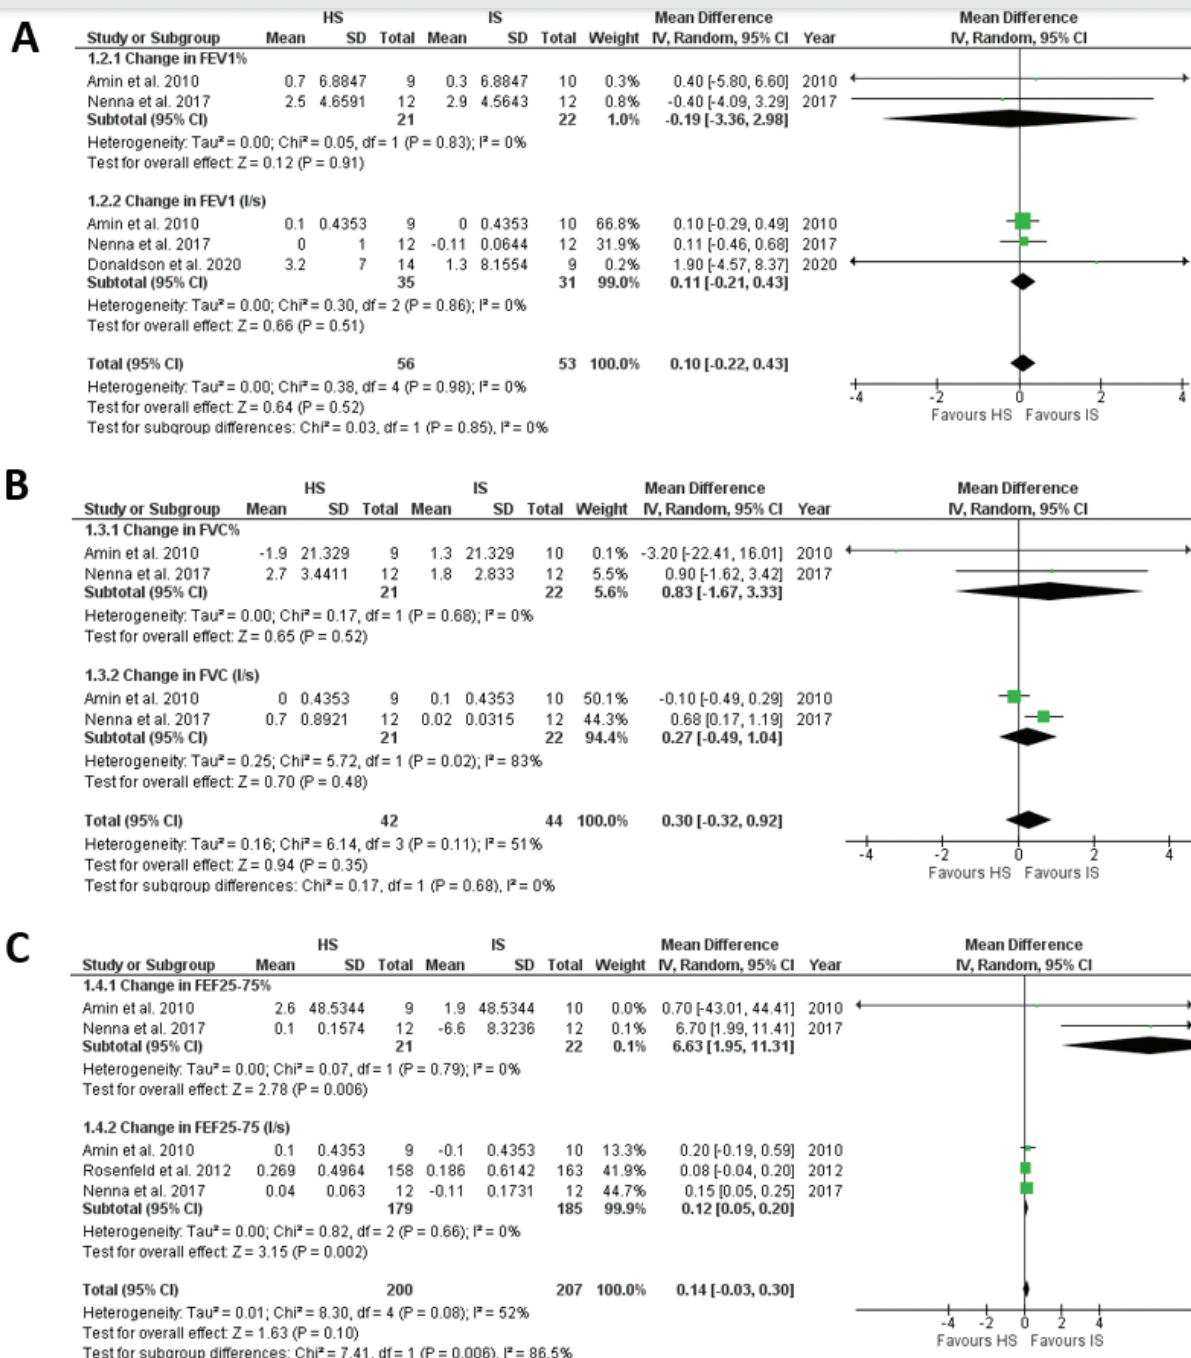 A
HS IS Mean Difference Mean Difference
Study or Subgroup Mean SD Total Mean SD Total Weight IV, Random, 95% CI Year IV, Random, 95% CI
1.2.1 Change in FEV1%
Amin et al. 2010 0.7 6.8847 9 0.3 6.8847 10 0.3% 0.40 [-5.80, 6.60] 2010
Nenna et al. 2017 2.5 4.6591 12 2.9 4.5643 12 0.8% -0.40 [-4.09, 3.29] 2017
Subtotal (95% CI) 21 22 1.0% -0.19 [-3.36, 2.98]
Heterogeneity: Tau² = 0.00; Chi² = 0.05, df = 1 (P = 0.83); I² = 0%
Test for overall effect: Z = 0.12 (P = 0.91)
1.2.2 Change in FEV1 (l/s)
Amin et al. 2010 0.1 0.4353 9 0 0.4353 10 66.8% 0.10 [-0.29, 0.49] 2010
Nenna et al. 2017 0 1 12 -0.11 0.0644 12 31.9% 0.11 [-0.46, 0.68] 2017
Donaldson et al. 2020 3.2 7 14 1.3 8.1554 9 0.2% 1.90 [-4.57, 8.37] 2020
Subtotal (95% CI) 35 31 99.0% 0.11 [-0.21, 0.43]
Heterogeneity: Tau² = 0.00; Chi² = 0.30, df = 2 (P = 0.86); I² = 0%
Test for overall effect: Z = 0.66 (P = 0.51)
Total (95% CI) 56 53 100.0% 0.10 [-0.22, 0.43]
Heterogeneity: Tau² = 0.00; Chi² = 0.38, df = 4 (P = 0.98); I² = 0%
Test for overall effect: Z = 0.64 (P = 0.52)
Test for subgroup differences: Chi² = 0.03, df = 1 (P = 0.85), I² = 0%
-4 -2 0 2 4
Favours HS Favours IS
B
HS IS Mean Difference Mean Difference
Study or Subgroup Mean SD Total Mean SD Total Weight IV, Random, 95% CI Year IV, Random, 95% CI
1.3.1 Change in FVC%
Amin et al. 2010 -1.9 21.329 9 1.3 21.329 10 0.1% -3.20 [-22.41, 16.01] 2010
Nenna et al. 2017 2.7 3.4411 12 1.8 2.833 12 5.5% 0.90 [-1.62, 3.42] 2017
Subtotal (95% CI) 21 22 5.6% 0.83 [-1.67, 3.33]
Heterogeneity: Tau² = 0.00; Chi² = 0.17, df = 1 (P = 0.68); I² = 0%
Test for overall effect: Z = 0.65 (P = 0.52)
1.3.2 Change in FVC (l/s)
Amin et al. 2010 0 0.4353 9 0.1 0.4353 10 50.1% -0.10 [-0.49, 0.29] 2010
Nenna et al. 2017 0.7 0.8921 12 0.02 0.0315 12 44.3% 0.68 [0.17, 1.19] 2017
Subtotal (95% CI) 21 22 94.4% 0.27 [-0.49, 1.04]
Heterogeneity: Tau² = 0.25; Chi² = 5.72, df = 1 (P = 0.02); I² = 83%
Test for overall effect: Z = 0.70 (P = 0.48)
Total (95% CI) 42 44 100.0% 0.30 [-0.32, 0.92]
Heterogeneity: Tau² = 0.16; Chi² = 6.14, df = 3 (P = 0.11); I² = 51%
Test for overall effect: Z = 0.94 (P = 0.35)
Test for subgroup differences: Chi² = 0.17, df = 1 (P = 0.68), I² = 0%
-4 -2 0 2 4
Favours HS Favours IS
C
HS IS Mean Difference Mean Difference
Study or Subgroup Mean SD Total Mean SD Total Weight IV, Random, 95% CI Year IV, Random, 95% CI
1.4.1 Change in FEF25-75%
Amin et al. 2010 2.6 48.5344 9 1.9 48.5344 10 0.0% 0.70 [-43.01, 44.41] 2010
Nenna et al. 2017 0.1 0.1574 12 -6.6 8.3236 12 0.1% 6.70 [1.99, 11.41] 2017
Subtotal (95% CI) 21 22 0.1% 6.63 [1.95, 11.31]
Heterogeneity: Tau² = 0.00; Chi² = 0.07, df = 1 (P = 0.79); I² = 0%
Test for overall effect: Z = 2.78 (P = 0.006)
1.4.2 Change in FEF25-75 (l/s)
Amin et al. 2010 0.1 0.4353 9 -0.1 0.4353 10 13.3% 0.20 [-0.19, 0.59] 2010
Rosenfeld et al. 2012 0.269 0.4964 158 0.186 0.6142 163 41.9% 0.08 [-0.04, 0.20] 2012
Nenna et al. 2017 0.04 0.063 12 -0.11 0.1731 12 44.7% 0.15 [0.05, 0.25] 2017
Subtotal (95% CI) 179 185 99.9% 0.12 [0.05, 0.20]
Heterogeneity: Tau² = 0.00; Chi² = 0.82, df = 2 (P = 0.66); I² = 0%
Test for overall effect: Z = 3.15 (P = 0.002)
Total (95% CI) 200 207 100.0% 0.14 [-0.03, 0.30]
Heterogeneity: Tau² = 0.01; Chi² = 8.30, df = 4 (P = 0.08); I² = 52%
Test for overall effect: Z = 1.63 (P = 0.10)
Test for subgroup differences: Chi² = 7.41, df = 1 (P = 0.006), I² = 86.5%
-4 -2 0 2 4
Favours HS Favours IS